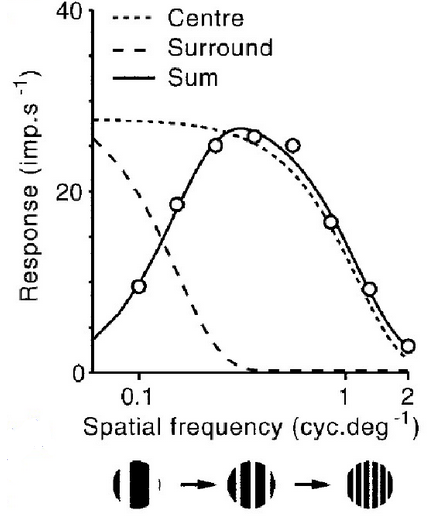 40
Centre
Surround
Sum
Response (imp.s⁻¹)
20
0
0.1 1 2
Spatial frequency (cyc.deg⁻¹)